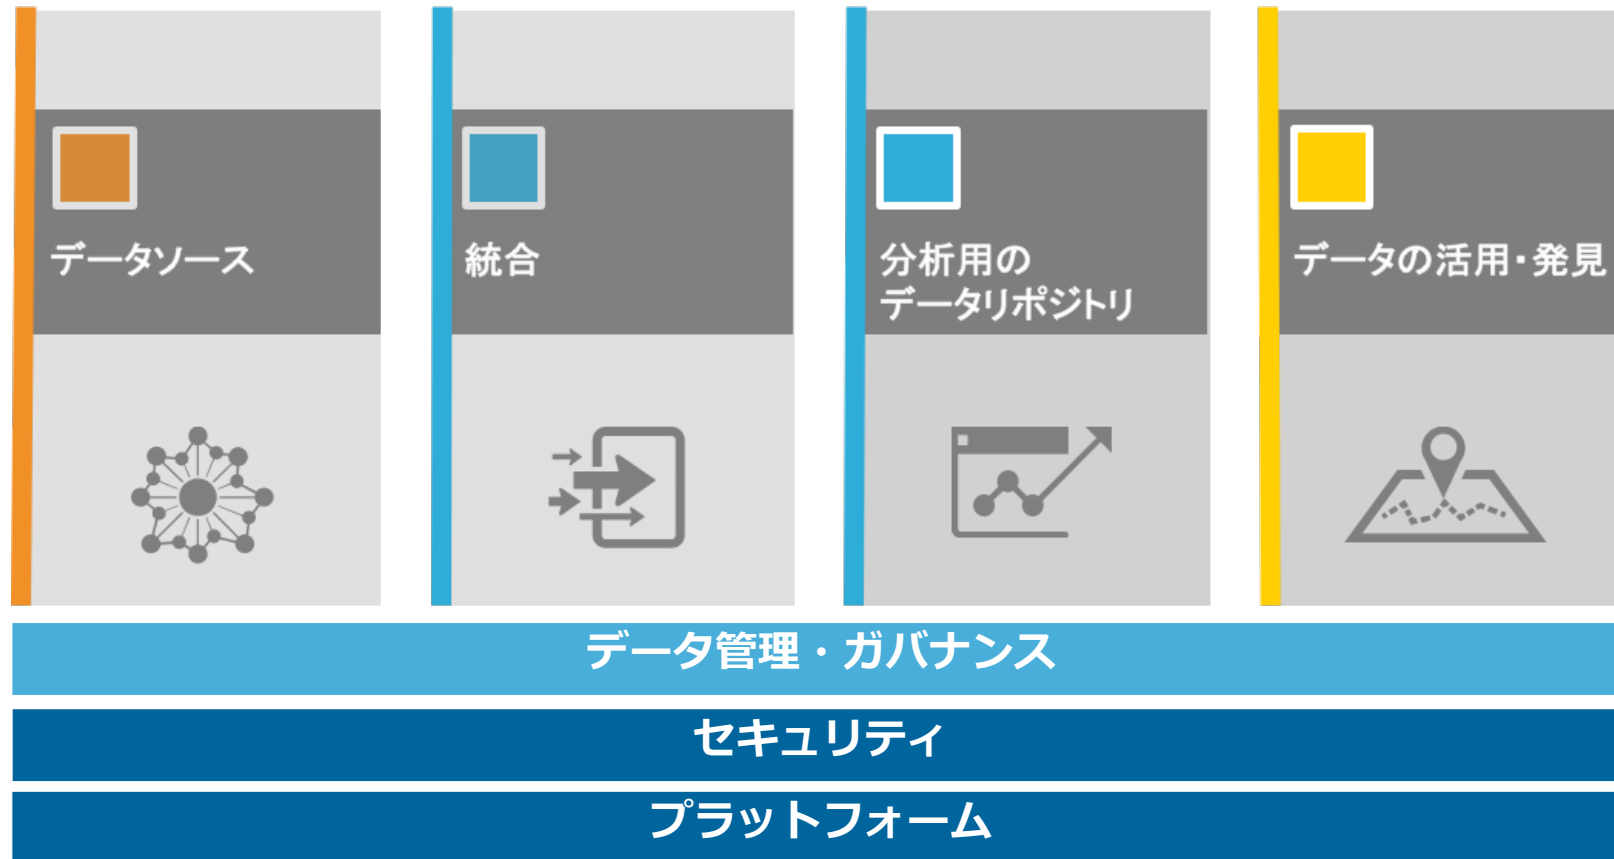 データソース
統合
分析用の
データリポジトリ
データの活用・発見
データ管理・ガバナンス
セキュリティ
プラットフォーム